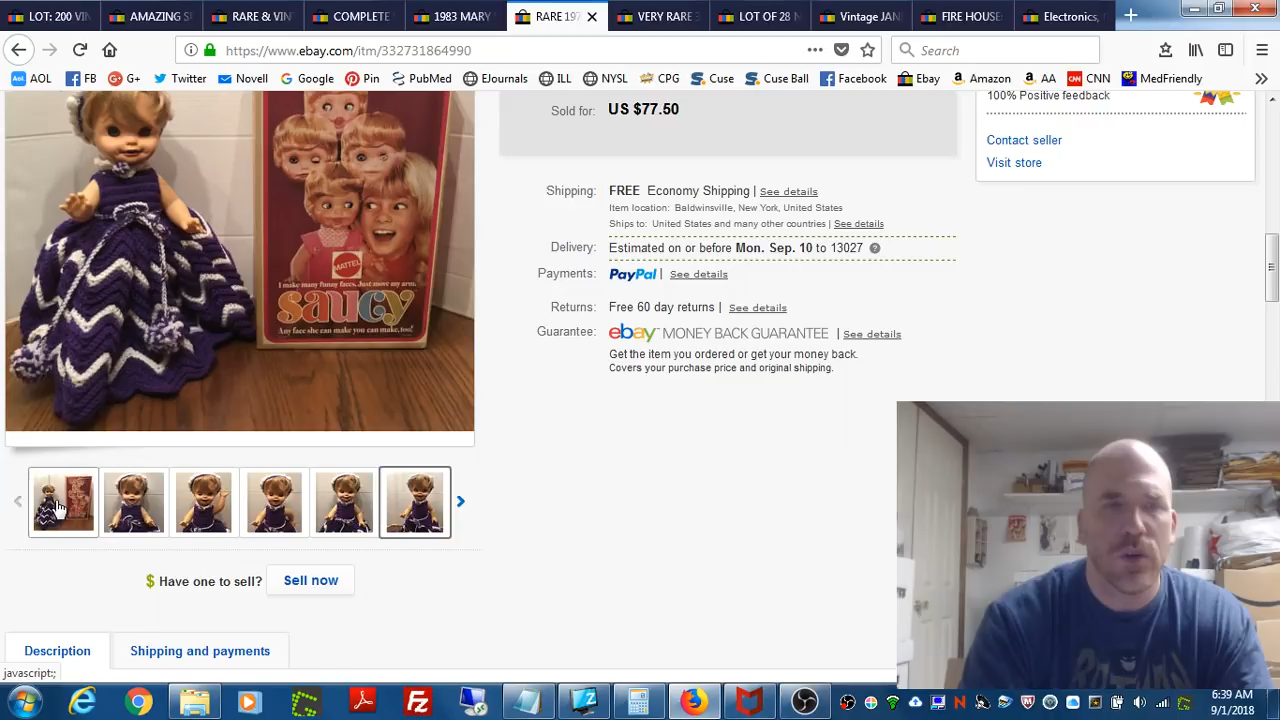 LOT: 200 VIN
AMAZING S
RARE & VIN
COMPLETE
1983 MARY
RARE 197
VERY RARE
LOT OF 28
Vintage JAN
FIRE HOUSE
Electronics,
https://www.ebay.com/itm/332731864990
Search
AOL
FB
G+
Twitter
Novell
Google
Pin
PubMed
EJournals
ILL
NYSL
CPG
Cuse
Cuse Ball
Facebook
Ebay
Amazon
AA
CNN
MedFriendly
Sold for: US $77.50
100% Positive feedback
Contact seller
Visit store
Shipping: FREE Economy Shipping | See details
Item location: Baldwinsville, New York, United States
Ships to: United States and many other countries | See details
Delivery: Estimated on or before Mon. Sep. 10 to 13027
Payments: PayPal | See details
Returns: Free 60 day returns | See details
Guarantee: ebay MONEY BACK GUARANTEE | See details
Get the item you ordered or get your money back.
Covers your purchase price and original shipping.
MATTEL
I make many funny faces. Just move my arm.
saucy
Any face she can make you can make, too!
Have one to sell? Sell now
Description
Shipping and payments
javascript:;
6:39 AM
9/1/2018